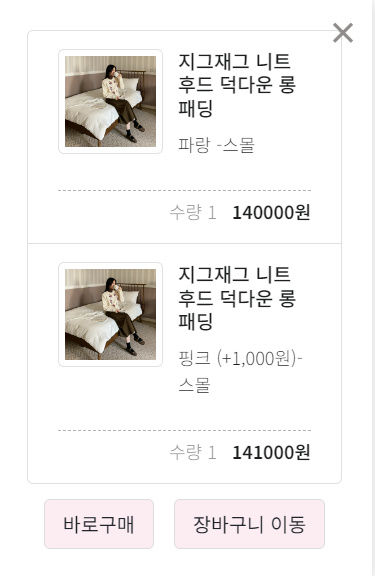 지그재그 니트
후드 덕다운 롱
패딩
파랑 -스몰
수량 1 140000원
지그재그 니트
후드 덕다운 롱
패딩
핑크 (+1,000원)-
스몰
수량 1 141000원
바로구매 장바구니 이동